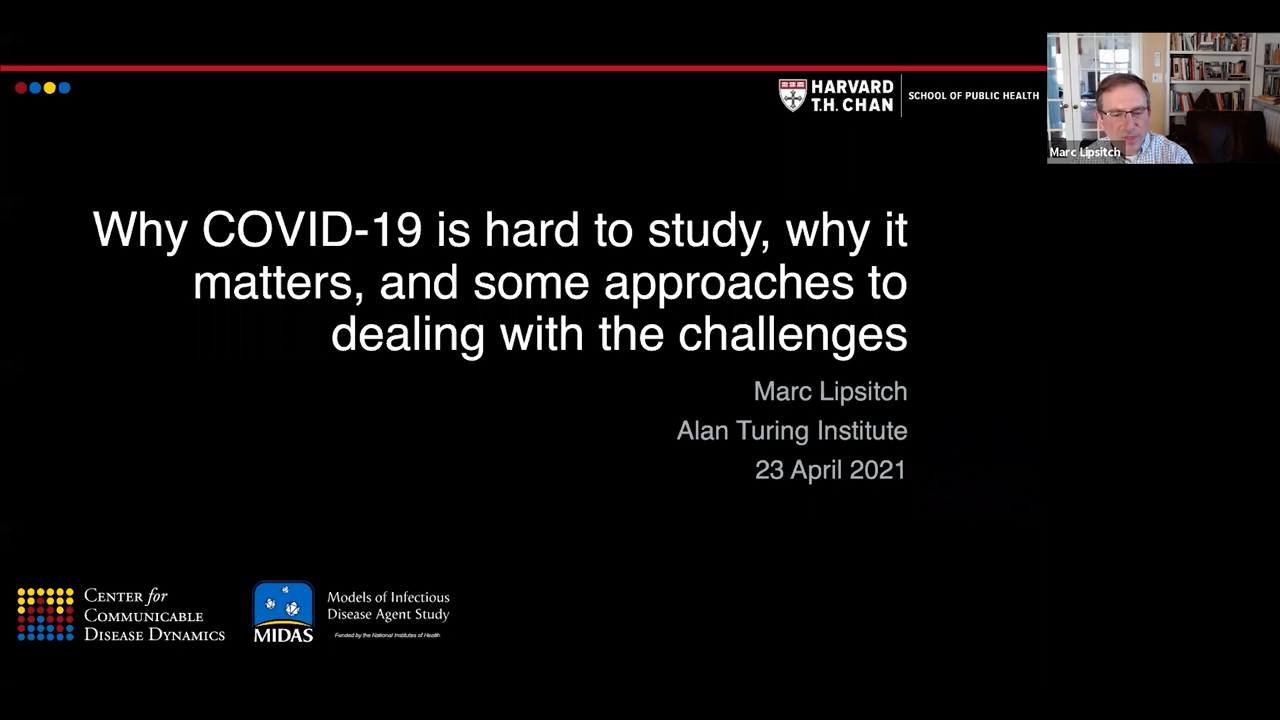 HARVARD
T.H. CHAN
SCHOOL OF PUBLIC HEALTH
Marc Lipsitch
Why COVID-19 is hard to study, why it
matters, and some approaches to
dealing with the challenges
Marc Lipsitch
Alan Turing Institute
23 April 2021
CENTER for
COMMUNICABLE
DISEASE DYNAMICS
MIDAS
Models of Infectious
Disease Agent Study
Funded by the National Institutes of Health